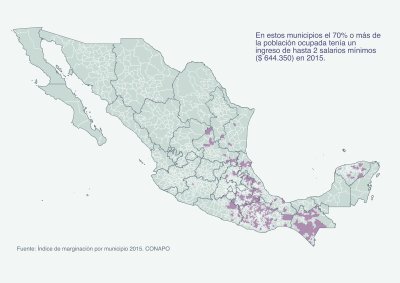 En estos municipios el 70% o más de
la población ocupada tenía un
ingreso de hasta 2 salarios mínimos
($ 644.350) en 2015.
Fuente: Índice de marginación por municipio 2015. CONAPO